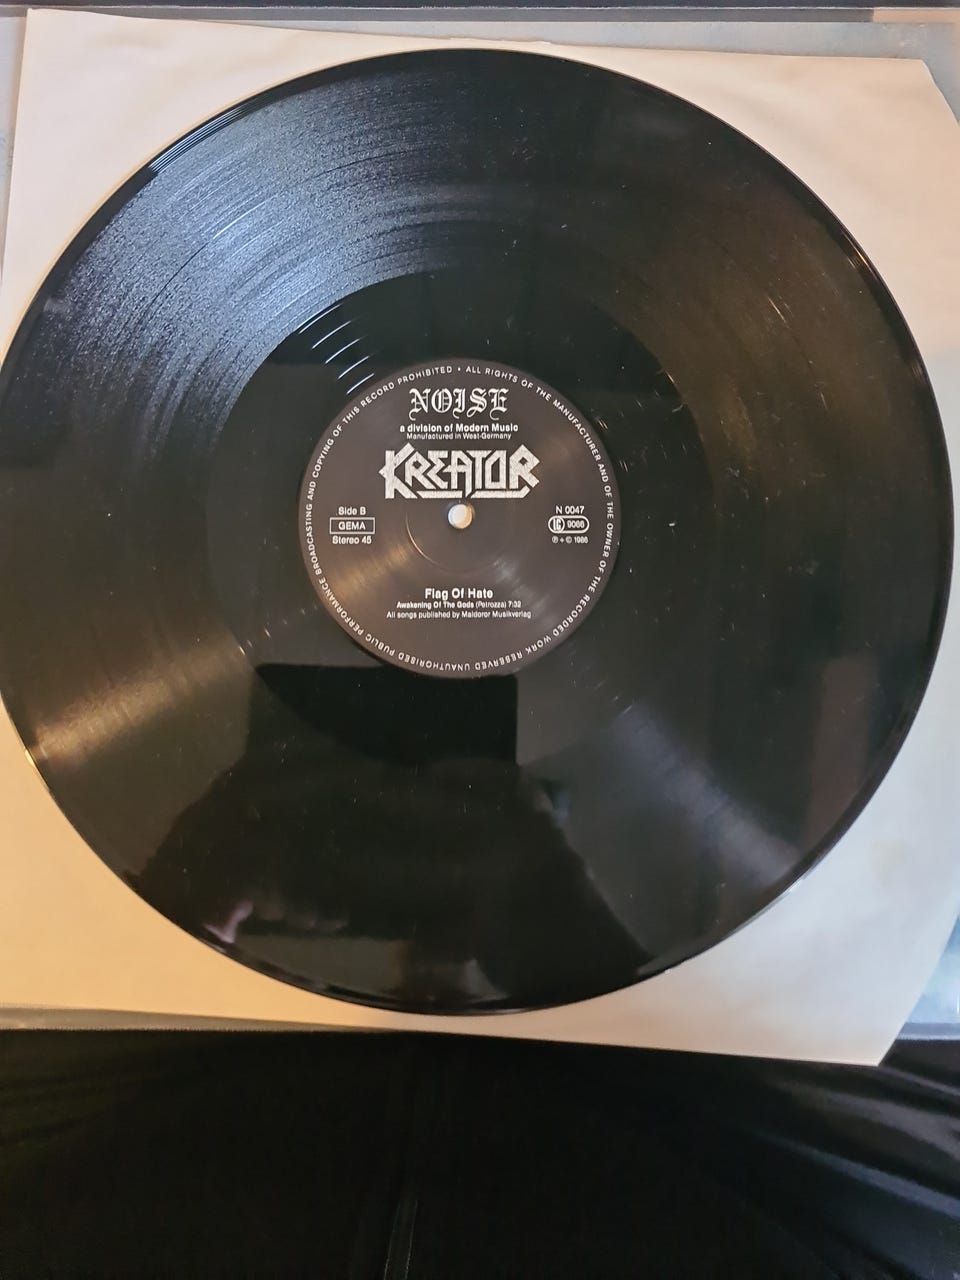 BROADCASTING AND COPYING OF THIS RECORD PROHIBITED • ALL RIGHTS OF THE MANUFACTURER AND OF THE OWNER OF THE RECORDED WORK RESERVED UNAUTHORISED PUBLIC PERFORMANCE
NOISE
a division of Modern Music
Manufactured in West-Germany
KREATOR
Side B
GEMA
Stereo 45
N 0047
LC 9066
℗ + © 1986
Flag Of Hate
Awakening Of The Gods (Petrozza) 7:32
All songs published by Maldoror Musikverlag